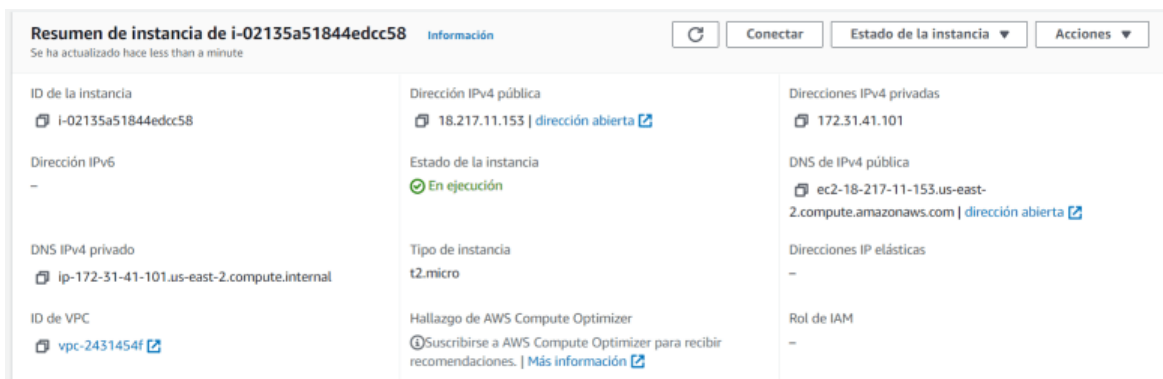 Resumen de instancia de i-02135a51844edcc58 Información
Se ha actualizado hace less than a minute
Conectar
Estado de la instancia ▼
Acciones ▼
ID de la instancia
i-02135a51844edcc58
Dirección IPv4 pública
18.217.11.153 | dirección abierta
Direcciones IPv4 privadas
172.31.41.101
Dirección IPv6
–
Estado de la instancia
En ejecución
DNS de IPv4 pública
ec2-18-217-11-153.us-east-
2.compute.amazonaws.com | dirección abierta
DNS IPv4 privado
ip-172-31-41-101.us-east-2.compute.internal
Tipo de instancia
t2.micro
Direcciones IP elásticas
–
ID de VPC
vpc-2431454f
Hallazgo de AWS Compute Optimizer
Suscribirse a AWS Compute Optimizer para recibir
recomendaciones. | Más información
Rol de IAM
–